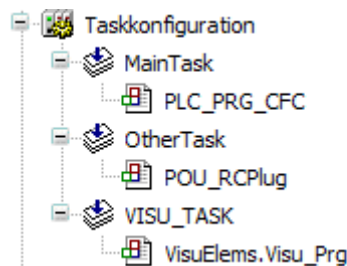 Taskkonfiguration
MainTask
PLC_PRG_CFC
OtherTask
POU_RCPlug
VISU_TASK
VisuElems.Visu_Prg